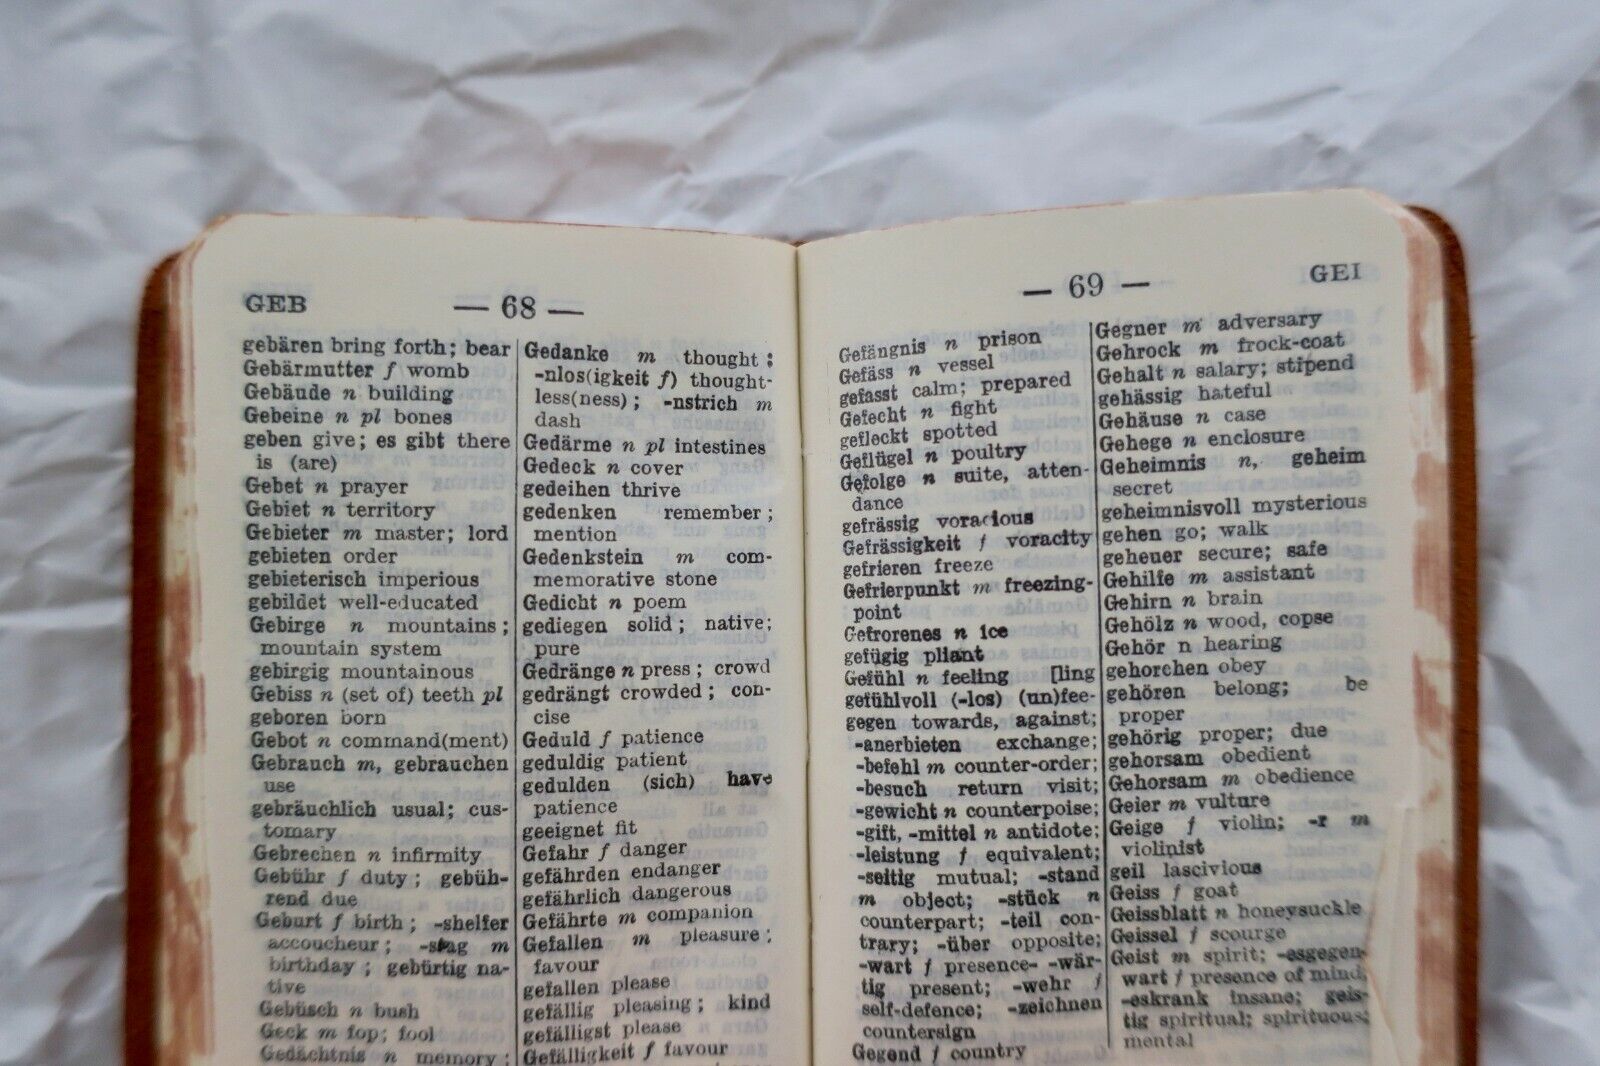 GEB
— 68 —
gebären bring forth; bear
Gebärmutter f womb
Gebäude n building
Gebeine n pl bones
geben give; es gibt there
is (are)
Gebet n prayer
Gebiet n territory
Gebieter m master; lord
gebieten order
gebieterisch imperious
gebildet well-educated
Gebirge n mountains;
mountain system
gebirgig mountainous
Gebiss n (set of) teeth pl
geboren born
Gebot n command(ment)
Gebrauch m, gebrauchen
use
gebräuchlich usual; cus-
tomary
Gebrechen n infirmity
Gebühr f duty; gebüh-
rend due
Geburt f birth; -shelfer
accoucheur; -stag m
birthday; gebürtig na-
tive
Gebüsch n bush
Geck m fop; fool
Gedächtnis n memory;
Gedanke m thought;
-nlos(igkeit f) thought-
less(ness); -nstrich m
dash
Gedärme n pl intestines
Gedeck n cover
gedeihen thrive
gedenken remember;
mention
Gedenkstein m com-
memorative stone
Gedicht n poem
gediegen solid; native;
pure
Gedränge n press; crowd
gedrängt crowded; con-
cise
Geduld f patience
geduldig patient
gedulden (sich) have
patience
geeignet fit
Gefahr f danger
gefährden endanger
gefährlich dangerous
Gefährte m companion
Gefallen m pleasure;
favour
gefallen please
gefällig pleasing; kind
gefälligst please
Gefälligkeit f favour
— 69 —
GEI
Gefängnis n prison
Gefäss n vessel
gefasst calm; prepared
Gefecht n fight
gefleckt spotted
Geflügel n poultry
Gefolge n suite, atten-
dance
gefrässig voracious
Gefrässigkeit f voracity
gefrieren freeze
Gefrierpunkt m freezing-
point
Gefrorenes n ice
gefügig pliant
Gefühl n feeling [ling
gefühlvoll (-los) (un)fee-
gegen towards, against;
-anerbieten exchange;
-befehl m counter-order;
-besuch return visit;
-gewicht n counterpoise;
-gift, -mittel n antidote;
-leistung f equivalent;
-seitig mutual; -stand
m object; -stück n
counterpart; -teil con-
trary; -über opposite;
-wart f presence- -wär-
tig present; -wehr f
self-defence; -zeichnen
countersign
Gegend f country
Gegner m adversary
Gehrock m frock-coat
Gehalt n salary; stipend
gehässig hateful
Gehäuse n case
Gehege n enclosure
Geheimnis n, geheim
secret
geheimnisvoll mysterious
gehen go; walk
geheuer secure; safe
Gehilfe m assistant
Gehirn n brain
Gehölz n wood, copse
Gehör n hearing
gehorchen obey
gehören belong; be
proper
gehörig proper; due
gehorsam obedient
Gehorsam m obedience
Geier m vulture
Geige f violin; -r m
violinist
geil lascivious
Geiss f goat
Geissblatt n honeysuckle
Geissel f scourge
Geist m spirit; -esgegen-
wart f presence of mind;
-eskrank insane; geis-
tig spiritual; spirituous;
mental